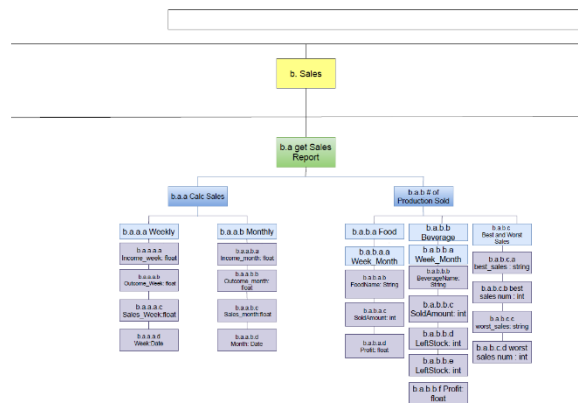 b. Sales
b.a get Sales
Report
b.a.a Calc Sales
b.a.b # of
Production Sold
b.a.a.a Weekly
b.a.a.a.a
Income_week: float
b.a.a.a.b
Outcome_Week: float
b.a.a.a.c
Sales_Week:float
b.a.a.a.d
Week:Date
b.a.a.b Monthly
b.a.a.b.a
Income_month: float
b.a.a.b.b
Outcome_month:
float
b.a.a.b.c
Sales_month:float
b.a.a.b.d
Month: Date
b.a.b.a Food
b.a.b.a.a
Week_Month
b.a.b.a.b
FoodName: String
b.a.b.a.c
SoldAmount: int
b.a.b.a.d
Profit: float
b.a.b.b
Beverage
b.a.b.b.a
Week_Month
b.a.b.b.b
BeverageName:
String
b.a.b.b.c
SoldAmount: int
b.a.b.b.d
LeftStock: int
b.a.b.b.e
LeftStock: int
b.a.b.b.f Profit:
float
b.a.b.c
Best and Worst
Sales
b.a.b.c.a
best_sales: string
b.a.b.c.b best
sales num : int
b.a.b.c.c
worst_sales: string
b.a.b.c.d worst
sales num : int